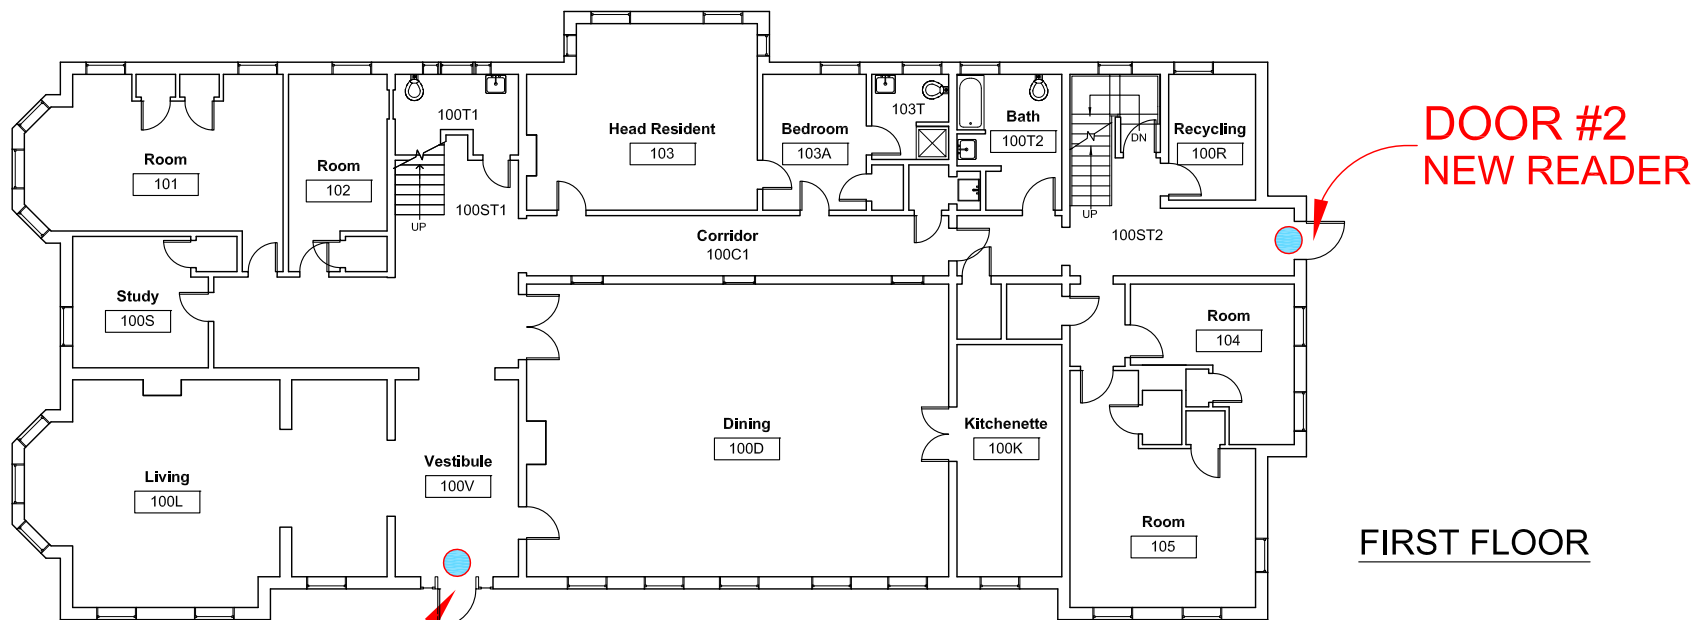 DOOR #2
NEW READER
100T1
103T
Head Resident
103
Bedroom
103A
Bath
100T2
DN
Recycling
100R
Room
101
Room
102
100ST1
UP
UP
Corridor
100C1
100ST2
Study
100S
Room
104
Dining
100D
Kitchenette
100K
Vestibule
100V
Living
100L
Room
105
FIRST FLOOR